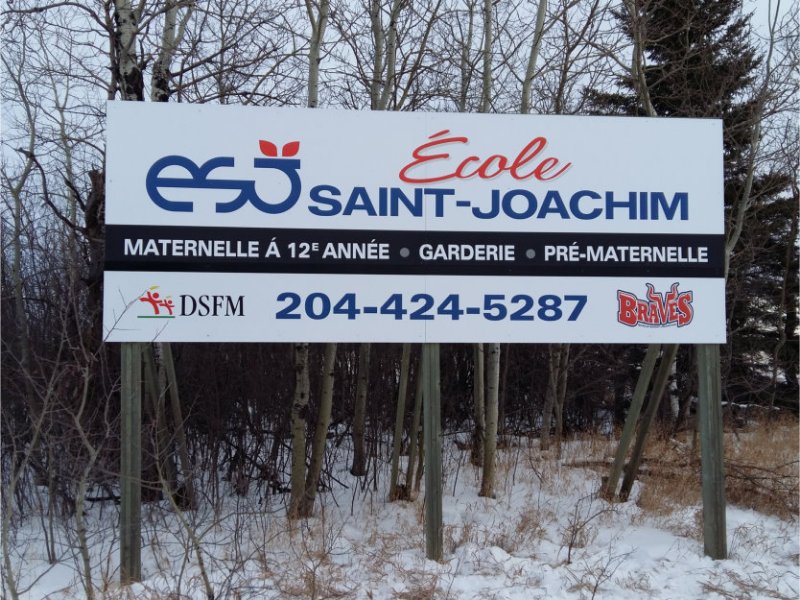 esj
École
SAINT-JOACHIM
MATERNELLE Á 12E ANNÉE • GARDERIE • PRÉ-MATERNELLE
DSFM 204-424-5287 BRAVES